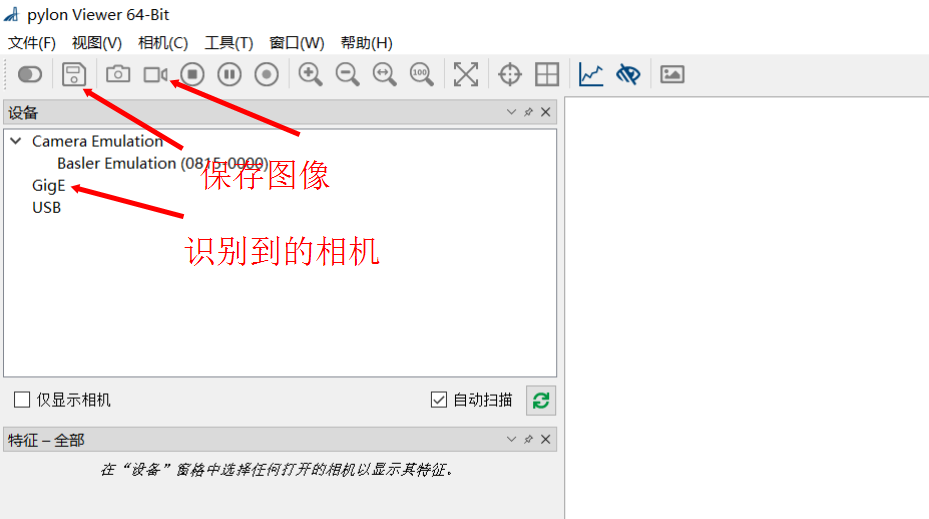 pylon Viewer 64-Bit
文件(F) 视图(V) 相机(C) 工具(T) 窗口(W) 帮助(H)
100
设备
Camera Emulation
Basler Emulation (0815-0000)
保存图像
GigE
USB
识别到的相机
仅显示相机 自动扫描
特征 – 全部
在“设备”窗格中选择任何打开的相机以显示其特征。